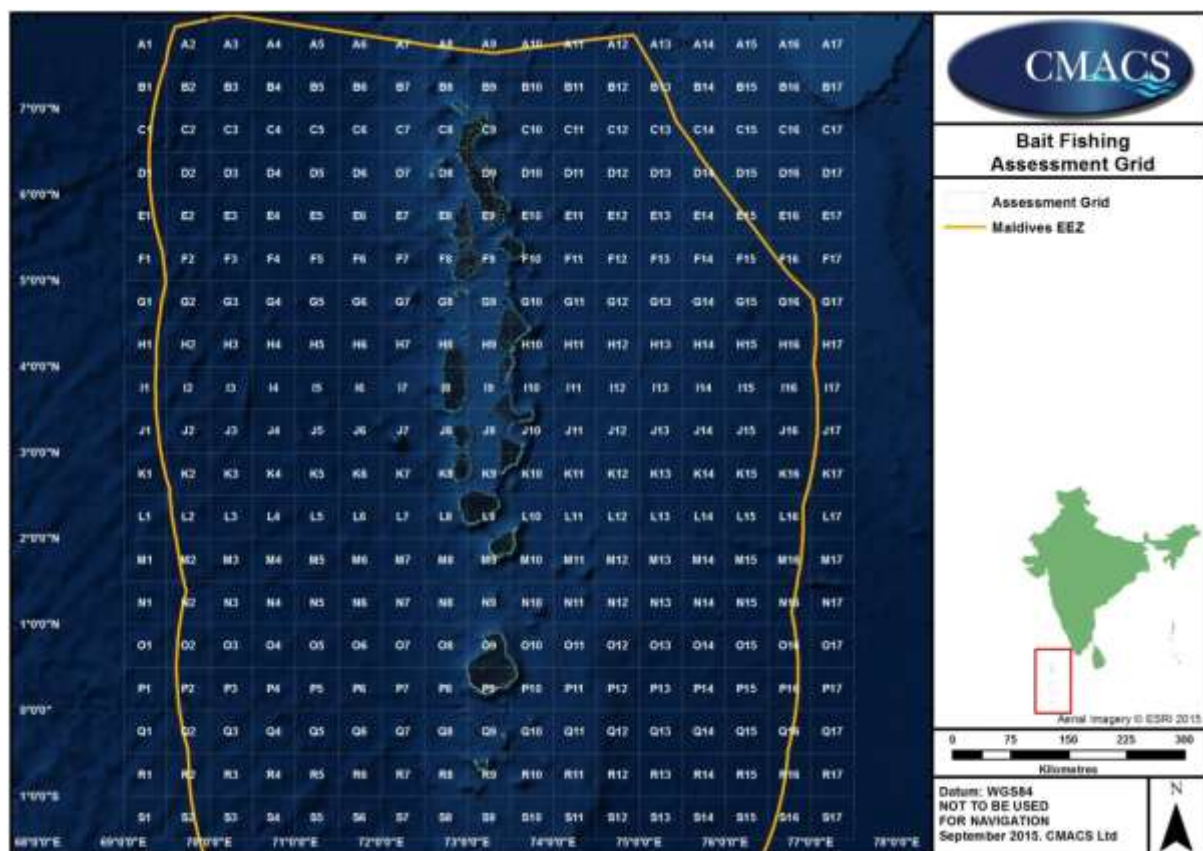 A1 A2 A3 A4 A5 A6 A7 A8 A9 A10 A11 A12 A13 A14 A15 A16 A17
B1 B2 B3 B4 B5 B6 B7 B8 B9 B10 B11 B12 B13 B14 B15 B16 B17
7°0'0"N
C1 C2 C3 C4 C5 C6 C7 C8 C9 C10 C11 C12 C13 C14 C15 C16 C17
D1 D2 D3 D4 D5 D6 D7 D8 D9 D10 D11 D12 D13 D14 D15 D16 D17
6°0'0"N
E1 E2 E3 E4 E5 E6 E7 E8 E9 E10 E11 E12 E13 E14 E15 E16 E17
F1 F2 F3 F4 F5 F6 F7 F8 F9 F10 F11 F12 F13 F14 F15 F16 F17
5°0'0"N
G1 G2 G3 G4 G5 G6 G7 G8 G9 G10 G11 G12 G13 G14 G15 G16 G17
H1 H2 H3 H4 H5 H6 H7 H8 H9 H10 H11 H12 H13 H14 H15 H16 H17
4°0'0"N
I1 I2 I3 I4 I5 I6 I7 I8 I9 I10 I11 I12 I13 I14 I15 I16 I17
J1 J2 J3 J4 J5 J6 J7 J8 J9 J10 J11 J12 J13 J14 J15 J16 J17
3°0'0"N
K1 K2 K3 K4 K5 K6 K7 K8 K9 K10 K11 K12 K13 K14 K15 K16 K17
L1 L2 L3 L4 L5 L6 L7 L8 L9 L10 L11 L12 L13 L14 L15 L16 L17
2°0'0"N
M1 M2 M3 M4 M5 M6 M7 M8 M9 M10 M11 M12 M13 M14 M15 M16 M17
N1 N2 N3 N4 N5 N6 N7 N8 N9 N10 N11 N12 N13 N14 N15 N16 N17
1°0'0"N
O1 O2 O3 O4 O5 O6 O7 O8 O9 O10 O11 O12 O13 O14 O15 O16 O17
P1 P2 P3 P4 P5 P6 P7 P8 P9 P10 P11 P12 P13 P14 P15 P16 P17
0°0'0"
Q1 Q2 Q3 Q4 Q5 Q6 Q7 Q8 Q9 Q10 Q11 Q12 Q13 Q14 Q15 Q16 Q17
R1 R2 R3 R4 R5 R6 R7 R8 R9 R10 R11 R12 R13 R14 R15 R16 R17
1°0'0"S
S1 S2 S3 S4 S5 S6 S7 S8 S9 S10 S11 S12 S13 S14 S15 S16 S17
68°0'0"E 69°0'0"E 70°0'0"E 71°0'0"E 72°0'0"E 73°0'0"E 74°0'0"E 75°0'0"E 76°0'0"E 77°0'0"E 78°0'0"E
CMACS
Bait Fishing
Assessment Grid
Assessment Grid
Maldives EEZ
Aerial Imagery © ESRI 2015
0 75 150 225 300
Kilometres
Datum: WGS84
NOT TO BE USED
FOR NAVIGATION
September 2015. CMACS Ltd
N